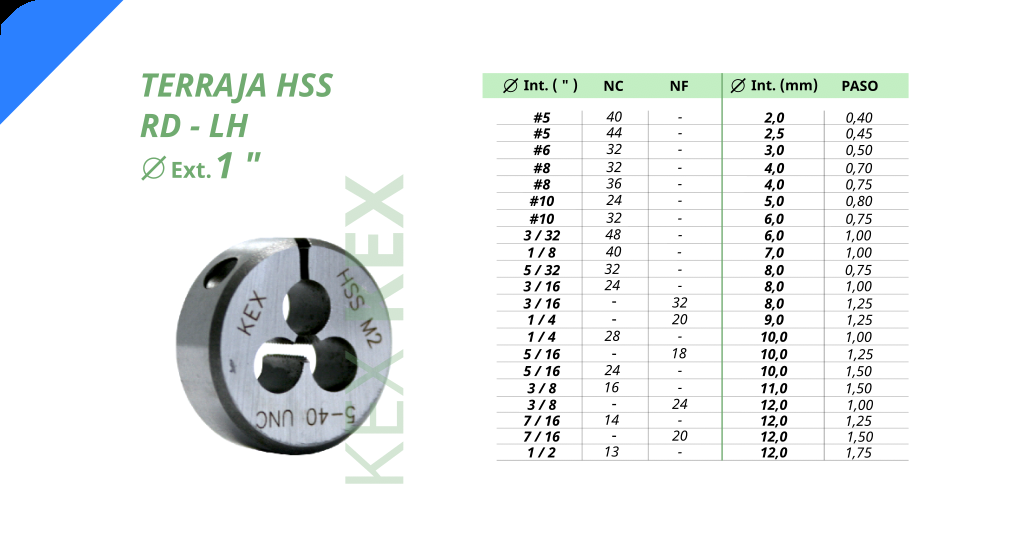 TERRAJA HSS
RD - LH
∅ Ext. 1 "
∅ Int. ( " ) NC NF ∅ Int. (mm) PASO
#5 40 - 2,0 0,40
#5 44 - 2,5 0,45
#6 32 - 3,0 0,50
#8 32 - 4,0 0,70
#8 36 - 4,0 0,75
#10 24 - 5,0 0,80
#10 32 - 6,0 0,75
3 / 32 48 - 6,0 1,00
1 / 8 40 - 7,0 1,00
5 / 32 32 - 8,0 0,75
3 / 16 24 - 8,0 1,00
3 / 16 - 32 8,0 1,25
1 / 4 - 20 9,0 1,25
1 / 4 28 - 10,0 1,00
5 / 16 - 18 10,0 1,25
5 / 16 24 - 10,0 1,50
3 / 8 16 - 11,0 1,50
3 / 8 - 24 12,0 1,00
7 / 16 14 - 12,0 1,25
7 / 16 - 20 12,0 1,50
1 / 2 13 - 12,0 1,75
KEX HSS M2
5-40 UNC
KEX KEX